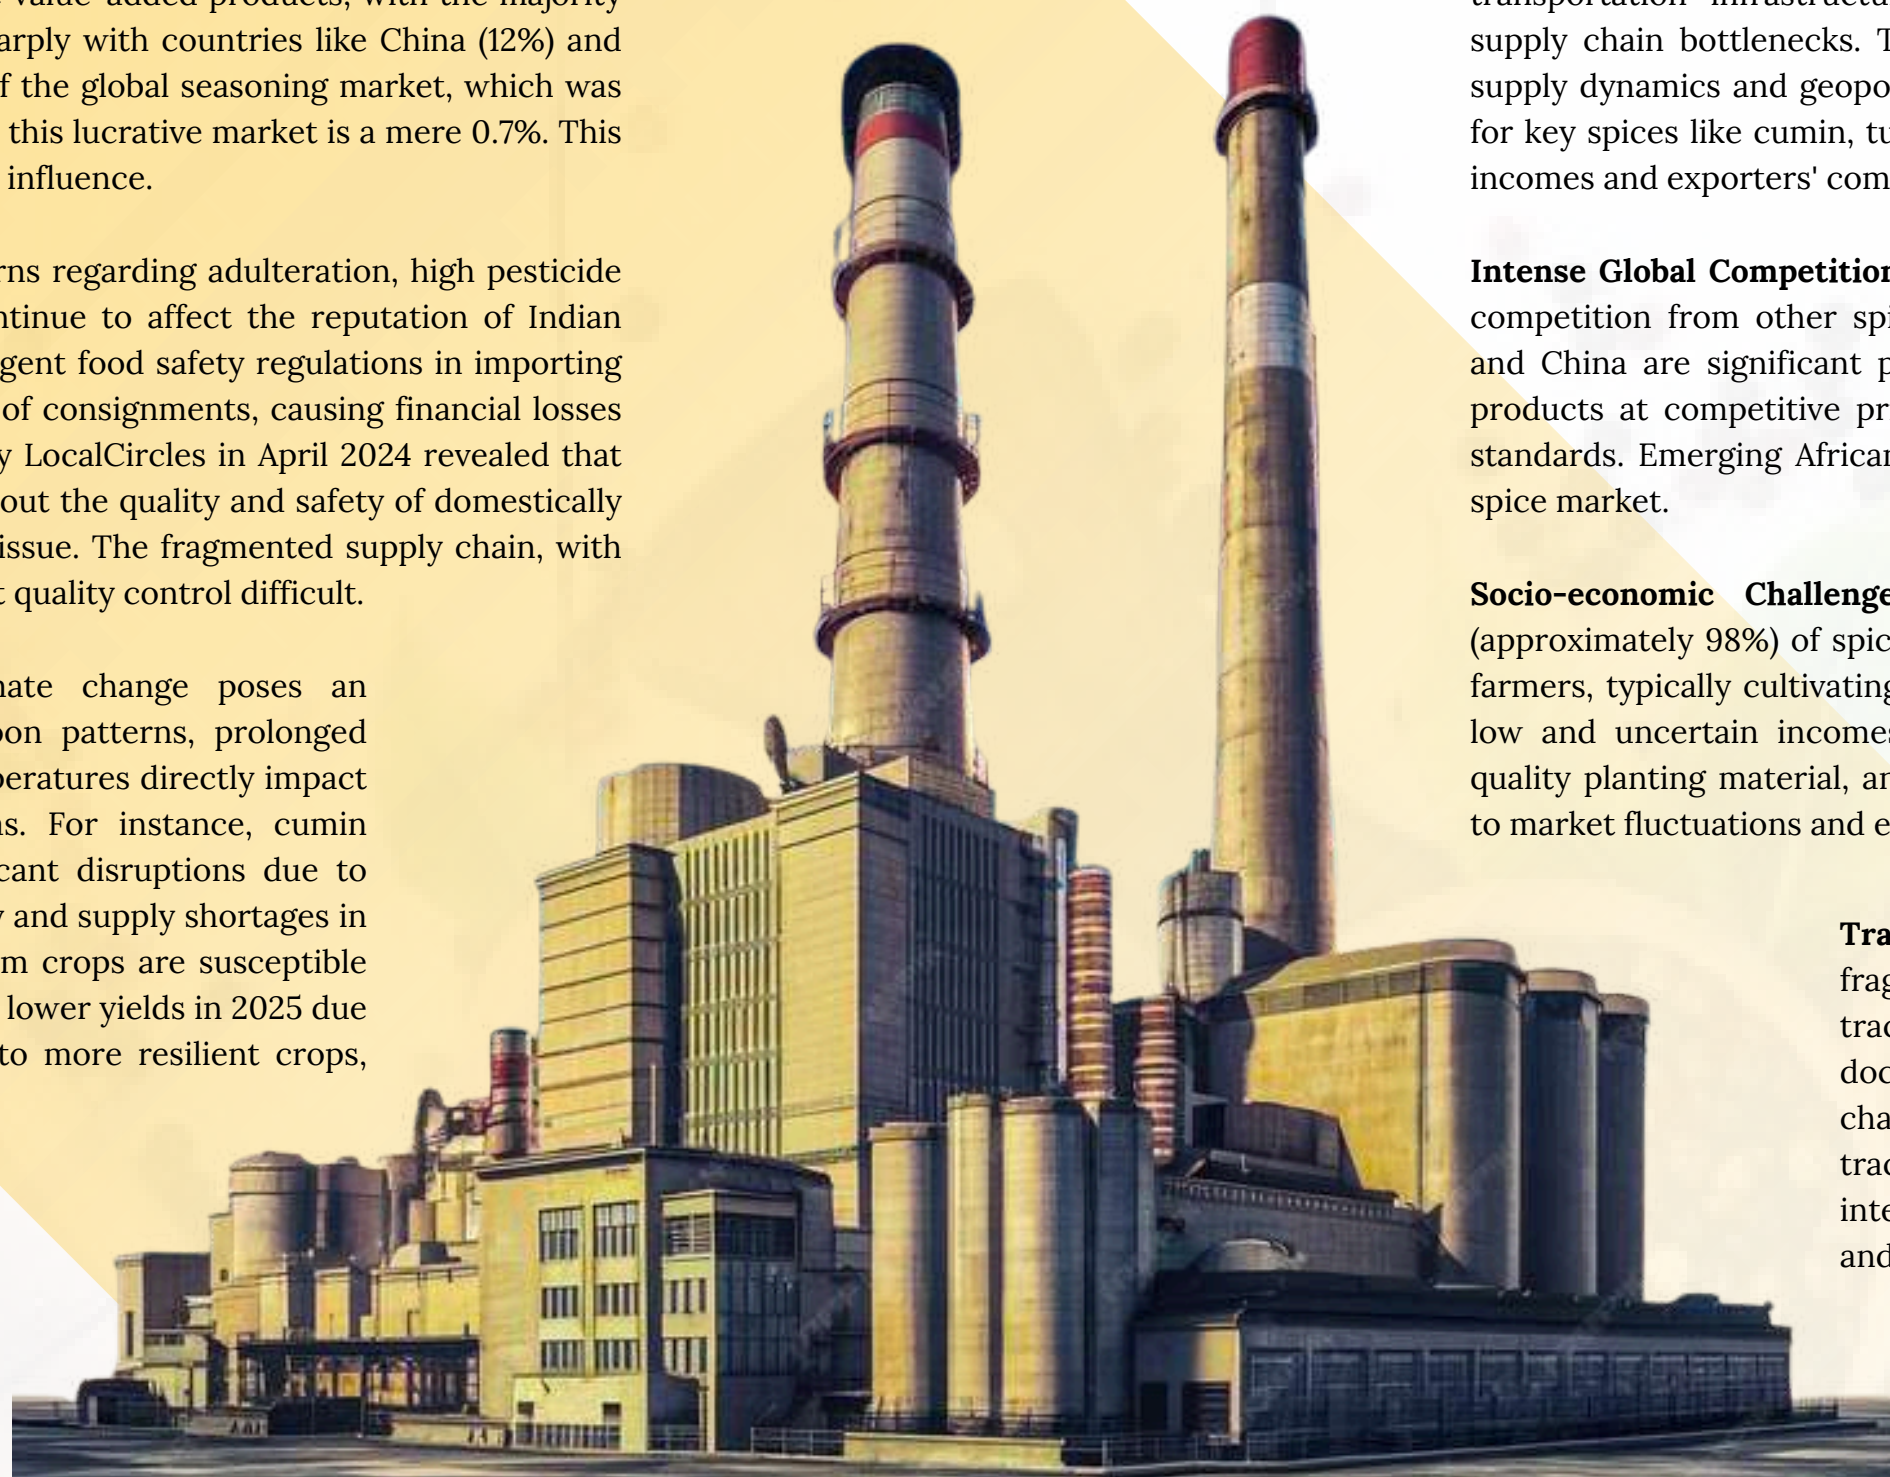 value-added products, with the majority
arply with countries like China (12%) and
f the global seasoning market, which was
this lucrative market is a mere 0.7%. This
influence.
rns regarding adulteration, high pesticide
ntinue to affect the reputation of Indian
gent food safety regulations in importing
of consignments, causing financial losses
y LocalCircles in April 2024 revealed that
out the quality and safety of domestically
issue. The fragmented supply chain, with
t quality control difficult.
nate change poses an
oon patterns, prolonged
peratures directly impact
ns. For instance, cumin
icant disruptions due to
y and supply shortages in
m crops are susceptible
lower yields in 2025 due
to more resilient crops,
transportation infrastructu
supply chain bottlenecks. T
supply dynamics and geopo
for key spices like cumin, tu
incomes and exporters' com
Intense Global Competition
competition from other spi
and China are significant p
products at competitive pr
standards. Emerging African
spice market.
Socio-economic Challenge
(approximately 98%) of spic
farmers, typically cultivating
low and uncertain incomes
quality planting material, an
to market fluctuations and e
Tra
frag
trac
doc
cha
trac
inte
and